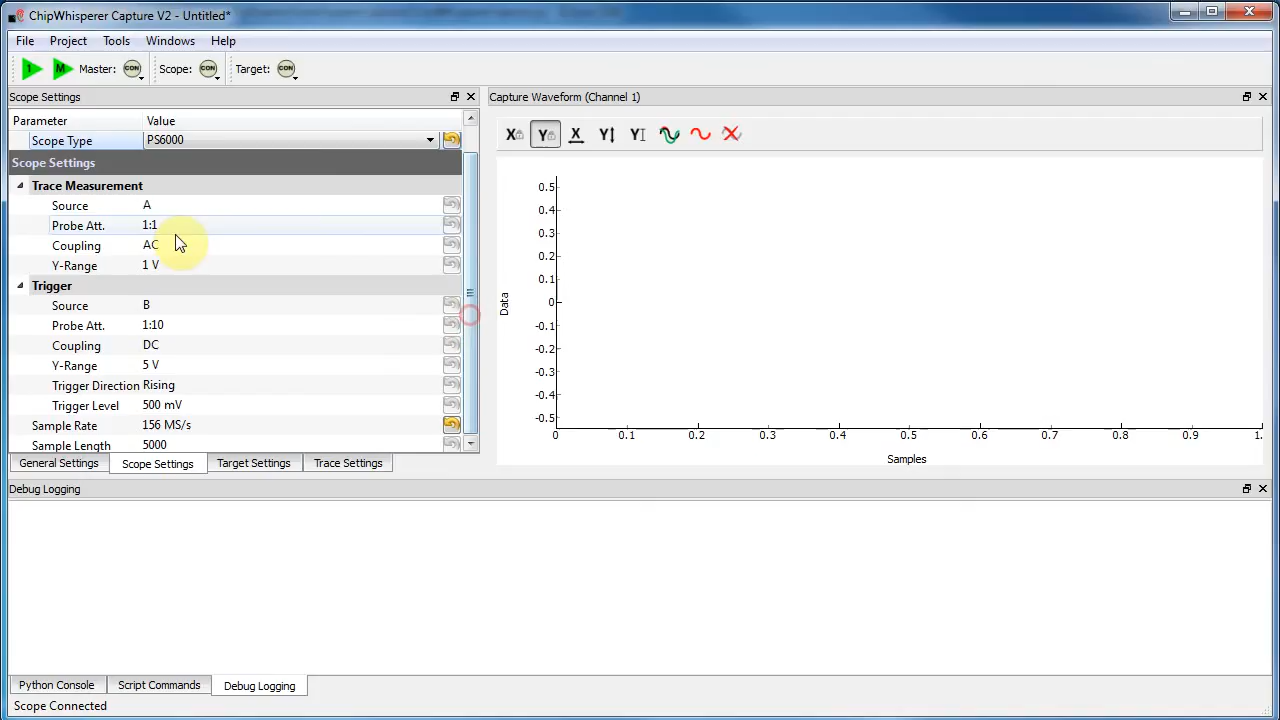 ChipWhisperer Capture V2 - Untitled*
File Project Tools Windows Help
1 M Master: CON Scope: CON Target: CON
Scope Settings
Parameter Value
Scope Type PS6000
Scope Settings
Trace Measurement
Source A
Probe Att. 1:1
Coupling AC
Y-Range 1 V
Trigger
Source B
Probe Att. 1:10
Coupling DC
Y-Range 5 V
Trigger Direction Rising
Trigger Level 500 mV
Sample Rate 156 MS/s
Sample Length 5000
General Settings Scope Settings Target Settings Trace Settings
Capture Waveform (Channel 1)
X Y X Y Y
0.5
0.4
0.3
0.2
0.1
0
-0.1
-0.2
-0.3
-0.4
-0.5
Data
0 0.1 0.2 0.3 0.4 0.5 0.6 0.7 0.8 0.9 1.
Samples
Debug Logging
Python Console Script Commands Debug Logging
Scope Connected